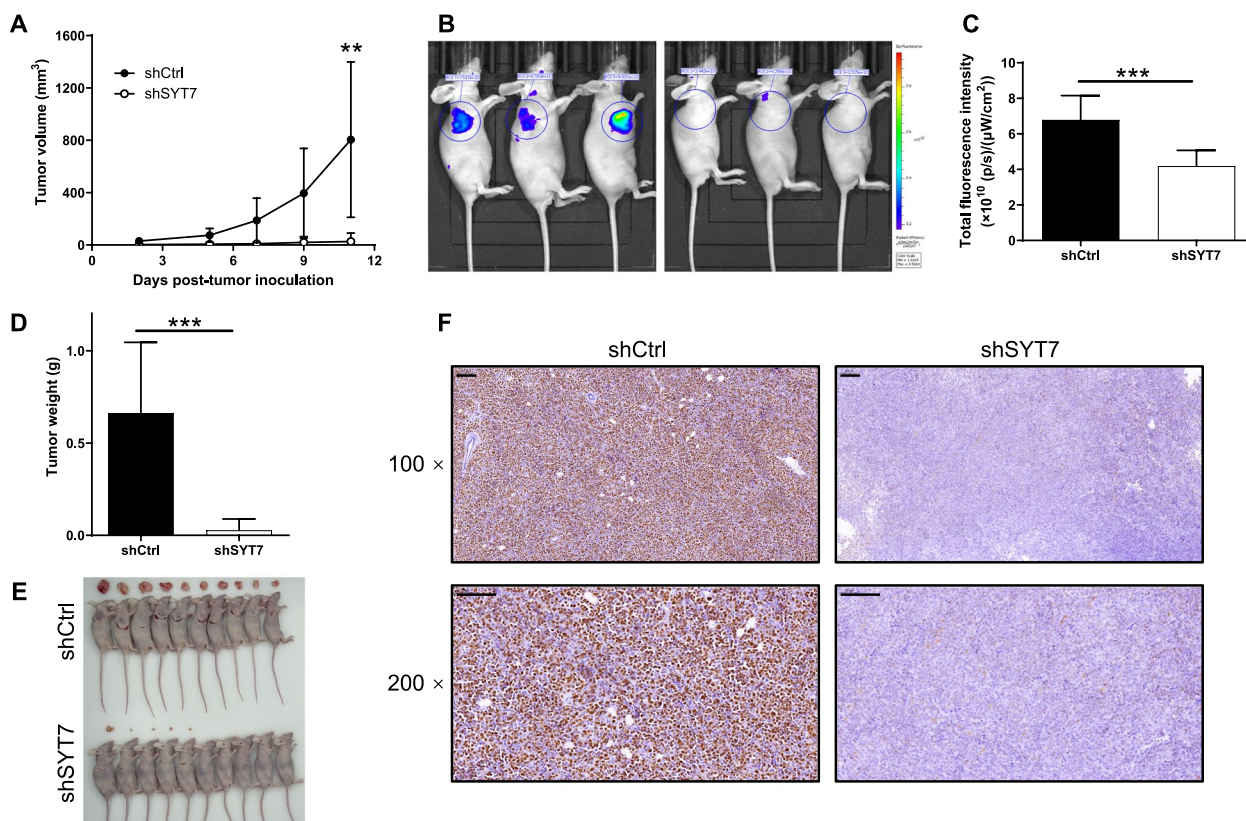 A
Tumor volume (mm3)
1600
1200
800
400
0
shCtrl
shSYT7
**
0
3
6
9
12
Days post-tumor inoculation
B
Epi-fluorescence
C
Total fluorescence intensity
(×1010 (p/s)/(μW/cm2))
10
8
6
4
2
0
***
shCtrl
shSYT7
D
Tumor weight (g)
1.0
0.5
0.0
***
shCtrl
shSYT7
E
shCtrl
shSYT7
F
shCtrl
shSYT7
100 ×
200 ×